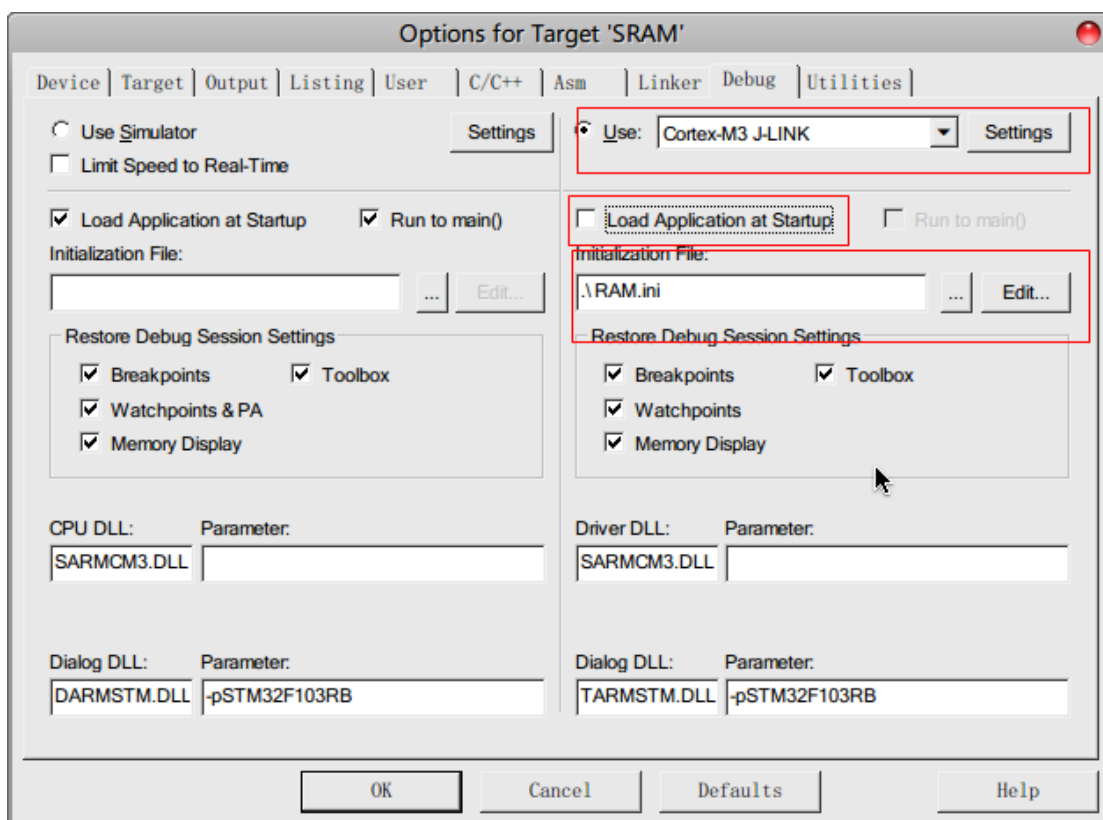 Options for Target 'SRAM'
Device Target Output Listing User C/C++ Asm Linker Debug Utilities
Use Simulator Settings
Limit Speed to Real-Time
Use: Cortex-M3 J-LINK Settings
Load Application at Startup Run to main()
Initialization File:
... Edit...
Restore Debug Session Settings
Breakpoints Toolbox
Watchpoints & PA
Memory Display
CPU DLL: Parameter:
SARMCM3.DLL
Dialog DLL: Parameter:
DARMSTM.DLL -pSTM32F103RB
Load Application at Startup Run to main()
Initialization File:
.\RAM.ini ... Edit...
Restore Debug Session Settings
Breakpoints Toolbox
Watchpoints
Memory Display
Driver DLL: Parameter:
SARMCM3.DLL
Dialog DLL: Parameter:
TARMSTM.DLL -pSTM32F103RB
OK Cancel Defaults Help